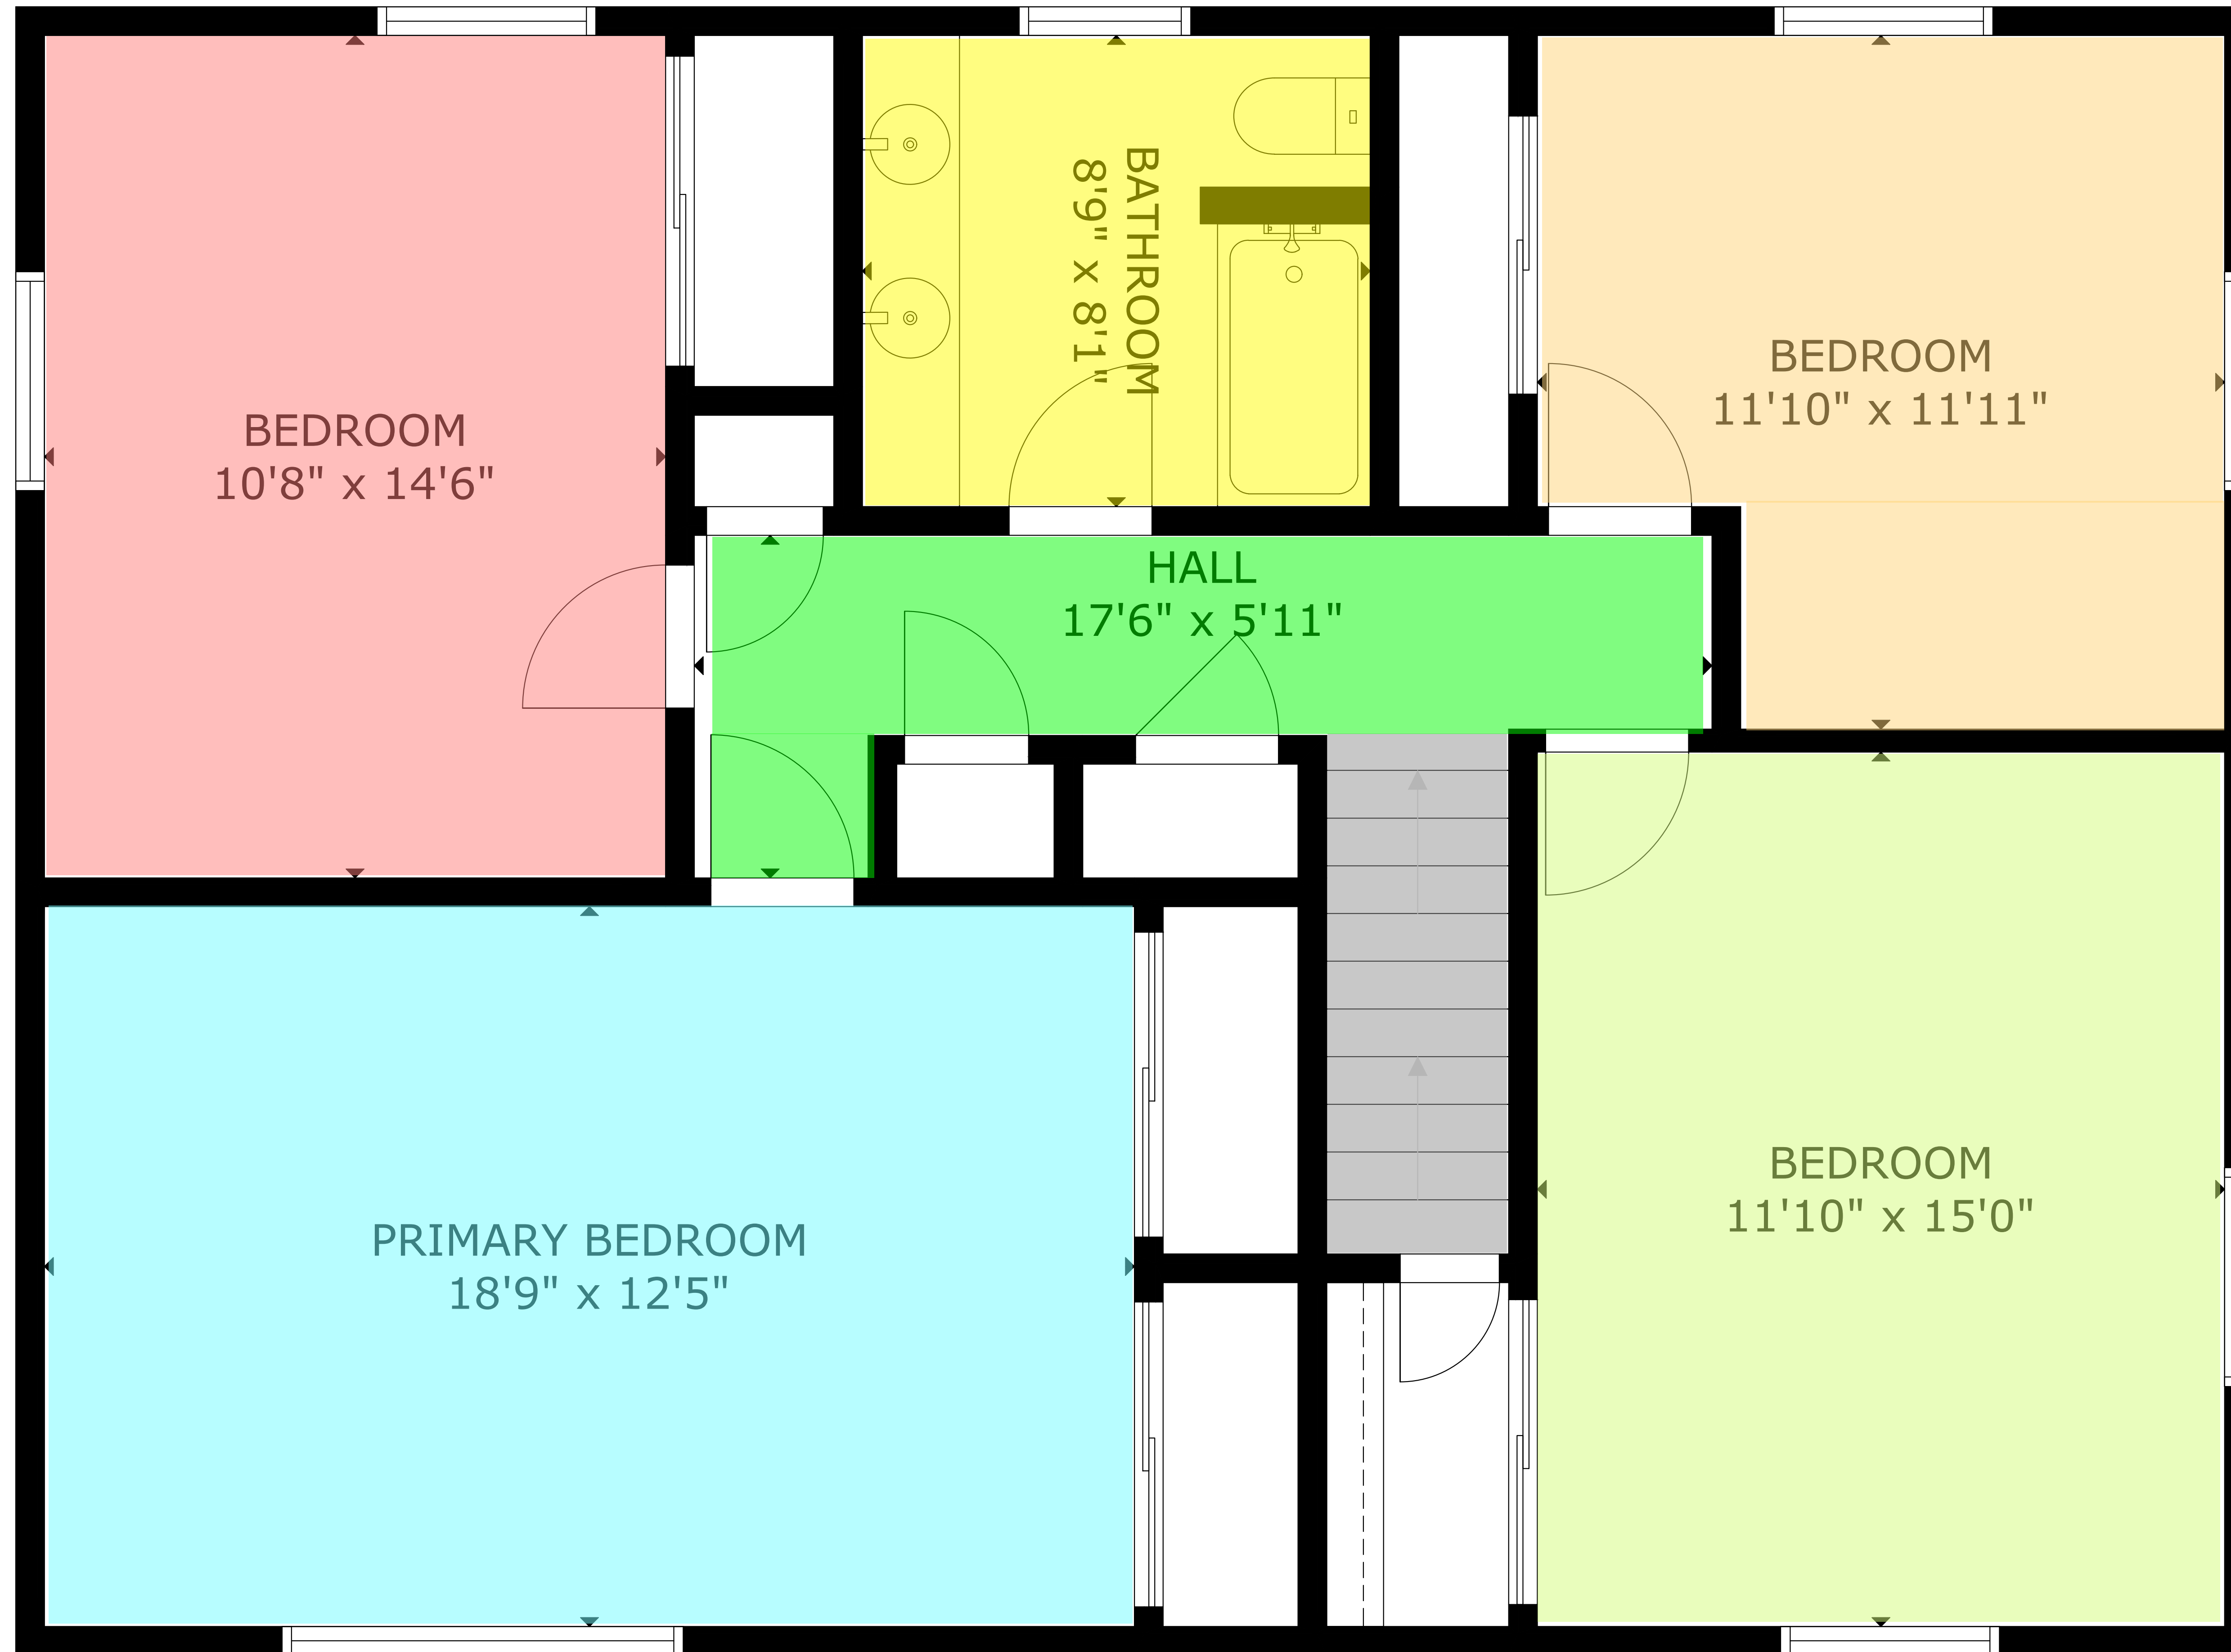 BATHROOM
8'9" x 8'1"
BEDROOM
11'10" x 11'11"
BEDROOM
10'8" x 14'6"
HALL
17'6" x 5'11"
BEDROOM
11'10" x 15'0"
PRIMARY BEDROOM
18'9" x 12'5"